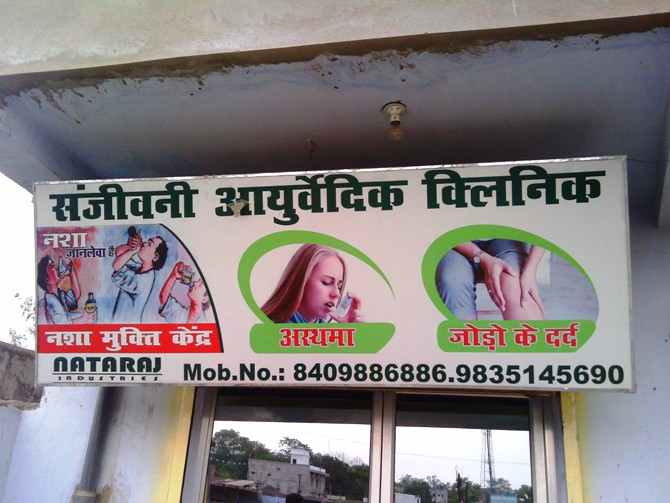 संजीवनी आयुर्वेदिक क्लिनिक
नशा
जानलेवा है
नशा मुक्ति केंद्र
अस्थमा
जोड़ो के दर्द
NATARAJ
INDUSTRIES
Mob.No.: 8409886886.9835145690